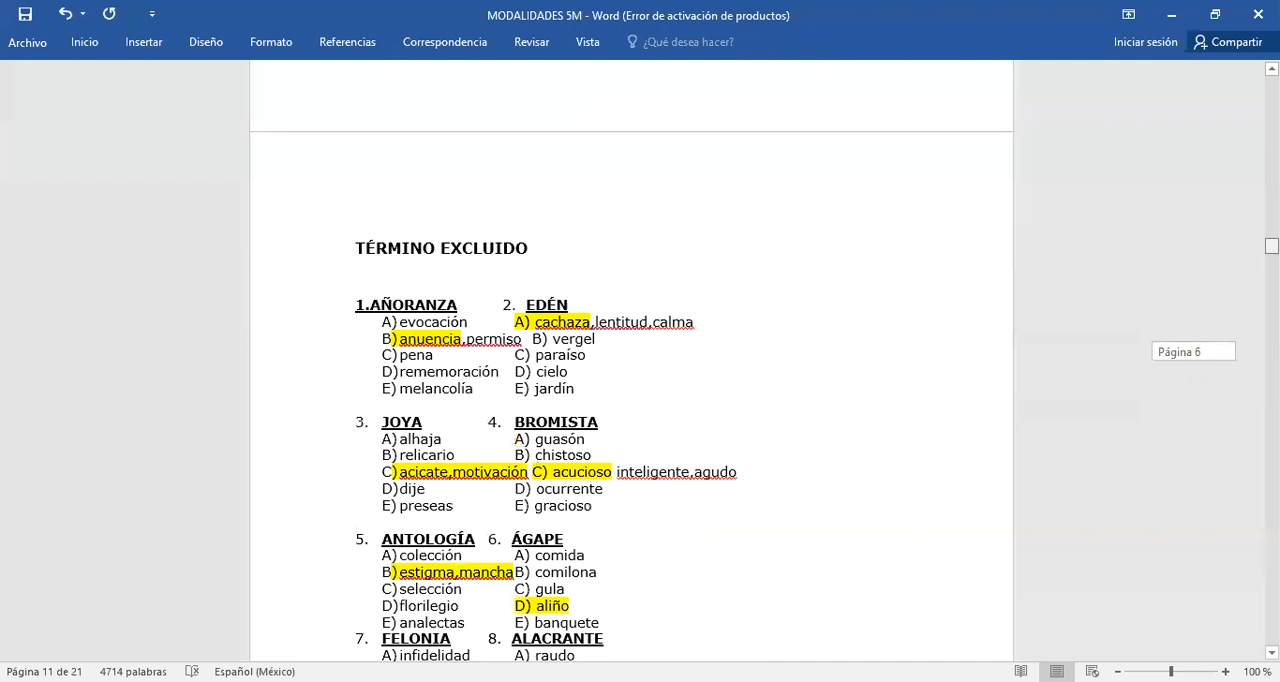 MODALIDADES 5M - Word (Error de activación de productos)
Archivo Inicio Insertar Diseño Formato Referencias Correspondencia Revisar Vista ¿Qué desea hacer? Iniciar sesión Compartir
TÉRMINO EXCLUIDO
1.AÑORANZA 2. EDÉN
A) evocación A) cachaza,lentitud,calma
B) anuencia,permiso B) vergel
C) pena C) paraíso
D) rememoración D) cielo
E) melancolía E) jardín
Página 6
3. JOYA 4. BROMISTA
A) alhaja A) guasón
B) relicario B) chistoso
C) acicate,motivación C) acucioso inteligente,agudo
D) dije D) ocurrente
E) preseas E) gracioso
5. ANTOLOGÍA 6. ÁGAPE
A) colección A) comida
B) estigma,mancha B) comilona
C) selección C) gula
D) florilegio D) aliño
E) analectas E) banquete
7. FELONIA 8. ALACRANTE
A) infidelidad A) raudo
Página 11 de 21 4714 palabras Español (México) 100 %